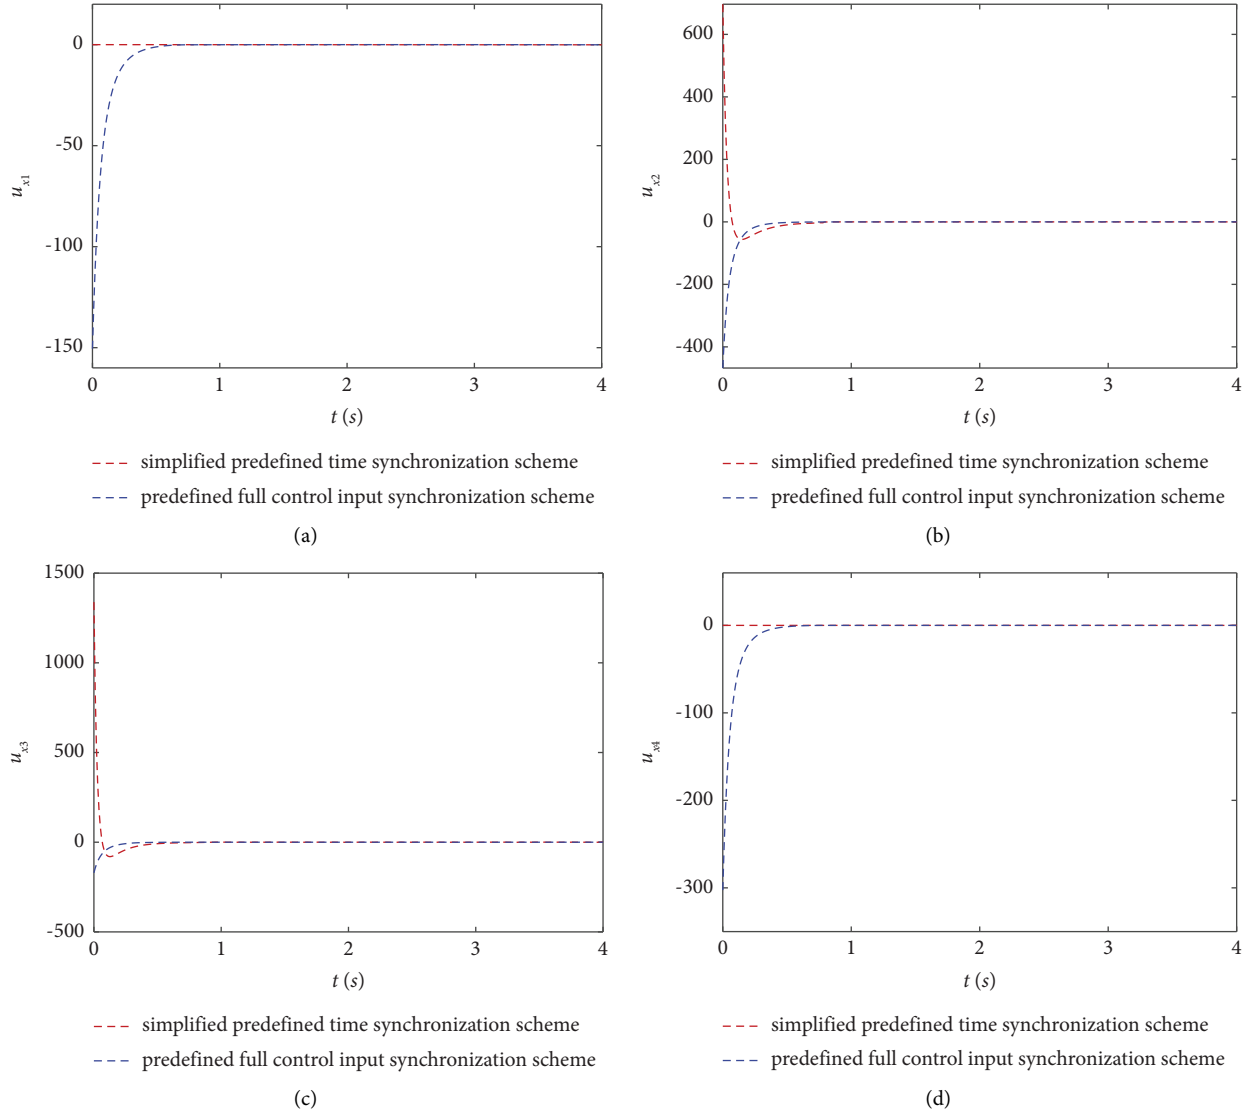 0
-50
-100
-150
u_x1
0 1 2 3 4
t (s)
simplified predefined time synchronization scheme
predefined full control input synchronization scheme
(a)
600
400
200
0
-200
-400
u_x2
0 1 2 3 4
t (s)
simplified predefined time synchronization scheme
predefined full control input synchronization scheme
(b)
1500
1000
500
0
-500
u_x3
0 1 2 3 4
t (s)
simplified predefined time synchronization scheme
predefined full control input synchronization scheme
(c)
0
-100
-200
-300
u_x4
0 1 2 3 4
t (s)
simplified predefined time synchronization scheme
predefined full control input synchronization scheme
(d)